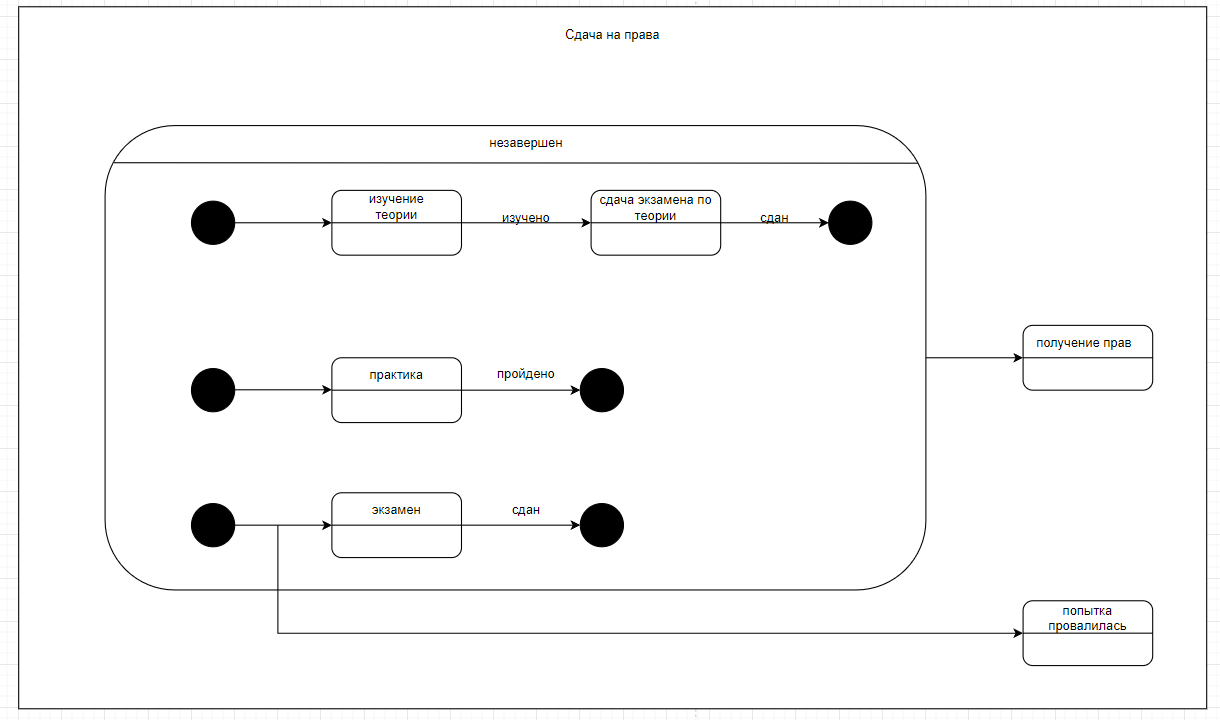 Сдача на права
незавершен
изучение
теории
изучено
сдача экзамена по
теории
сдан
практика
пройдено
получение прав
экзамен
сдан
попытка
провалилась